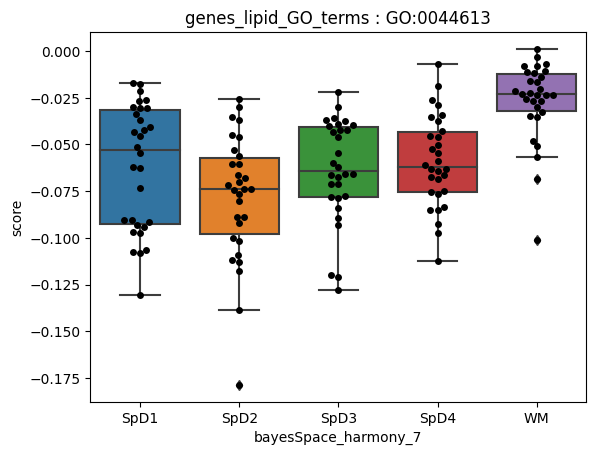 genes_lipid_GO_terms : GO:0044613
score
0.000
−0.025
−0.050
−0.075
−0.100
−0.125
−0.150
−0.175
SpD1 SpD2 SpD3 SpD4 WM
bayesSpace_harmony_7